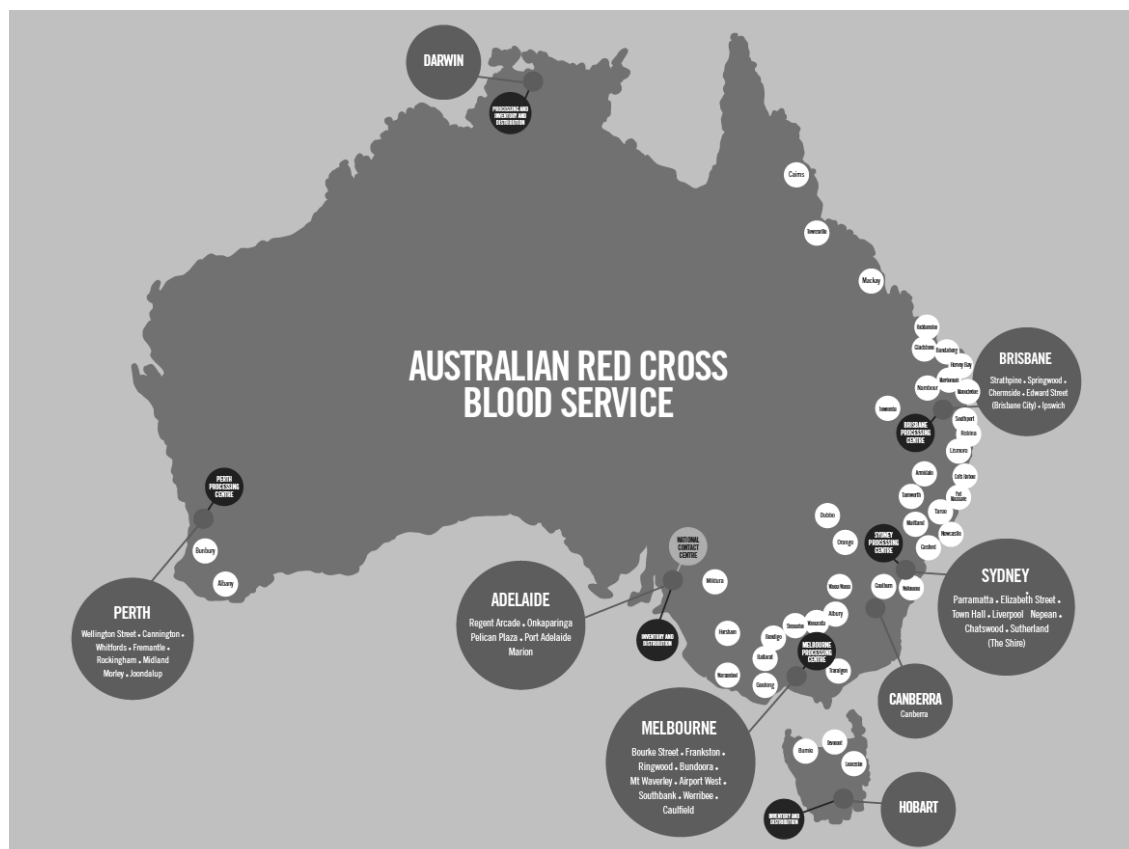 DARWIN
PROCESSING AND
INVENTORY AND
DISTRIBUTION
Cairns
Townsville
Mackay
AUSTRALIAN RED CROSS
BLOOD SERVICE
Rockhampton
Gladstone
Bundaberg
Hervey Bay
Maryborough
Nambour
Maroochydore
Toowoomba
BRISBANE
Strathpine • Springwood •
Chermside • Edward Street
(Brisbane City) • Ipswich
BRISBANE
PROCESSING
CENTRE
Southport
Robina
Lismore
Armidale
Coffs Harbour
Tamworth
Port
Macquarie
Taree
Maitland
Newcastle
Gosford
Dubbo
Orange
SYDNEY
PROCESSING
CENTRE
SYDNEY
Parramatta • Elizabeth Street •
Town Hall • Liverpool Nepean •
Chatswood • Sutherland
(The Shire)
Wollongong
Goulburn
Wagga Wagga
Albury
Wodonga
Shepparton
Bendigo
PERTH
PROCESSING
CENTRE
Bunbury
Albany
PERTH
Wellington Street • Cannington •
Whitfords • Fremantle •
Rockingham • Midland
Morley • Joondalup
NATIONAL
CONTACT
CENTRE
Mildura
ADELAIDE
Regent Arcade • Onkaparinga
Pelican Plaza • Port Adelaide
Marion
INVENTORY AND
DISTRIBUTION
Horsham
Ballarat
MELBOURNE
PROCESSING
CENTRE
Traralgon
Warrnambool
Geelong
CANBERRA
Canberra
MELBOURNE
Bourke Street • Frankston •
Ringwood • Bundoora •
Mt Waverley • Airport West •
Southbank • Werribee •
Caulfield
Burnie
Devonport
Launceston
INVENTORY AND
DISTRIBUTION
HOBART